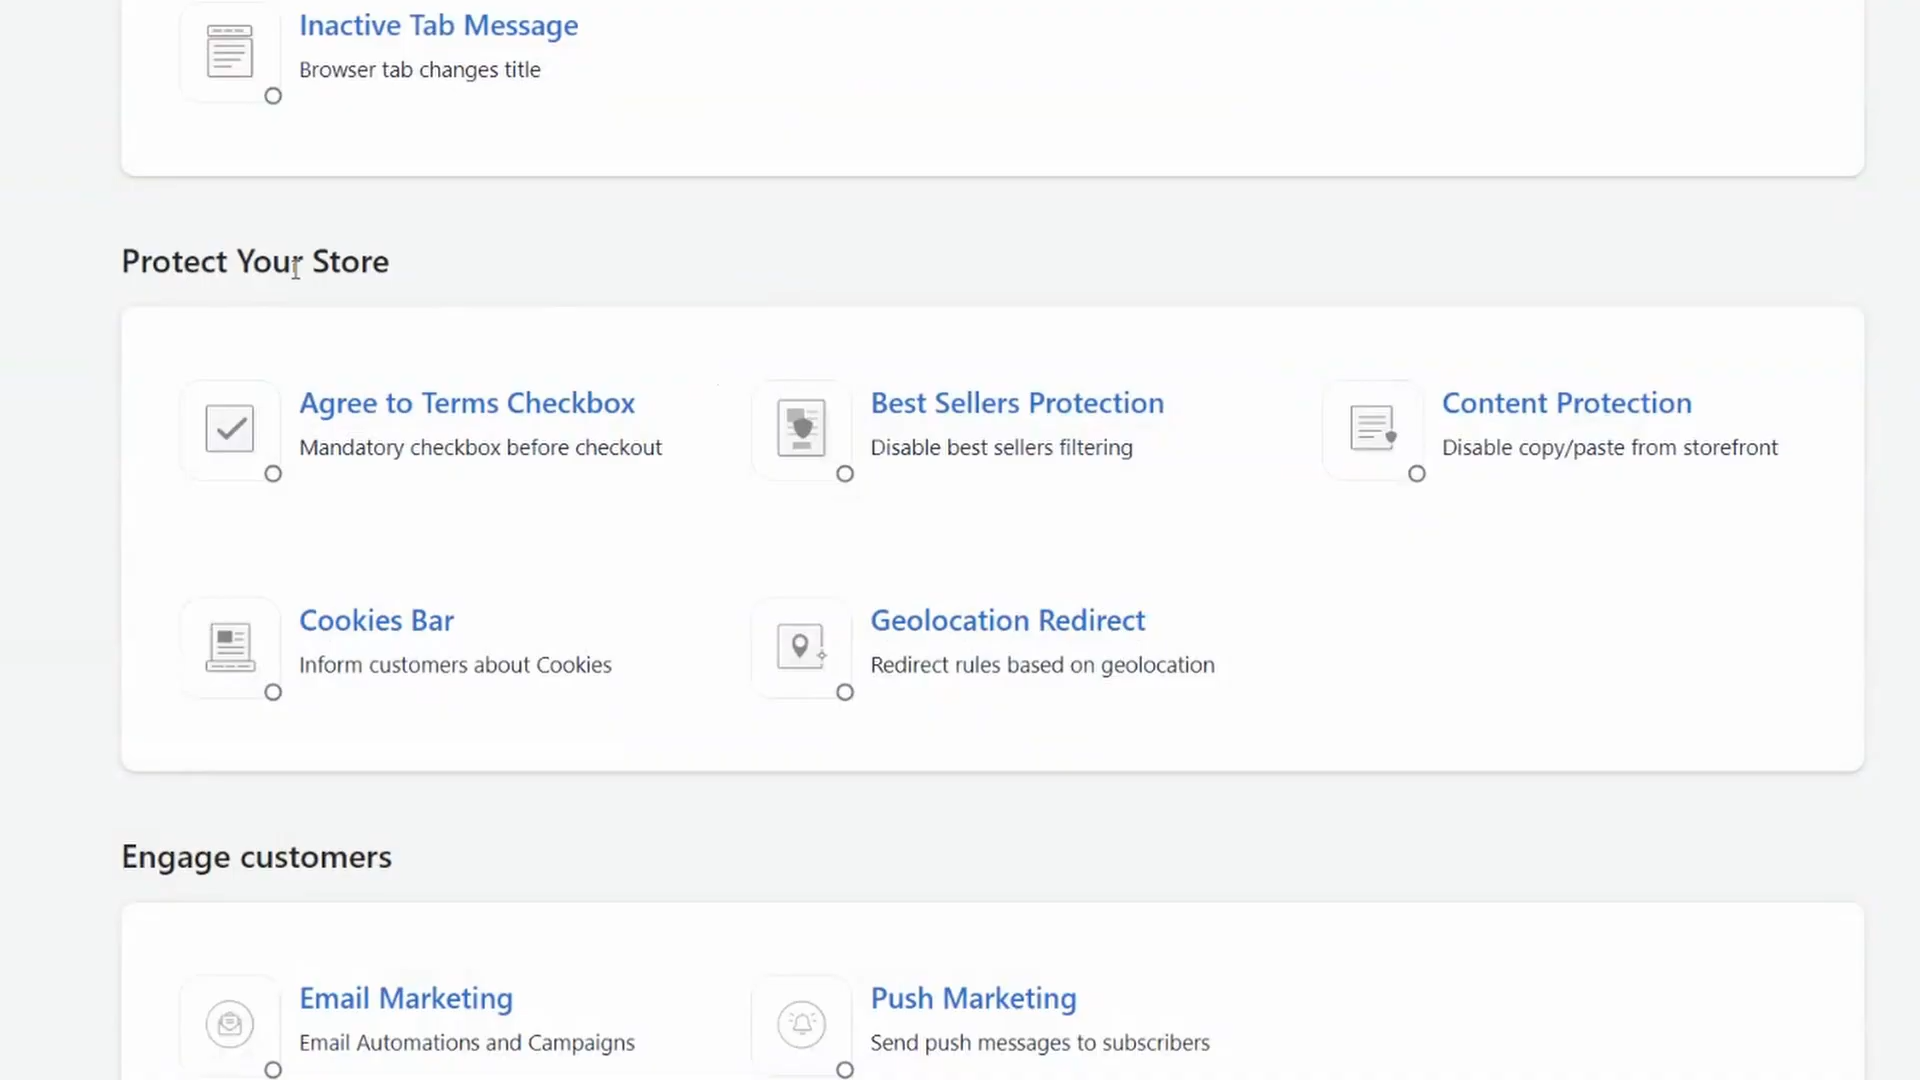 Inactive Tab Message
Browser tab changes title
Protect Your Store
Agree to Terms Checkbox
Mandatory checkbox before checkout
Best Sellers Protection
Disable best sellers filtering
Content Protection
Disable copy/paste from storefront
Cookies Bar
Inform customers about Cookies
Geolocation Redirect
Redirect rules based on geolocation
Engage customers
Email Marketing
Email Automations and Campaigns
Push Marketing
Send push messages to subscribers